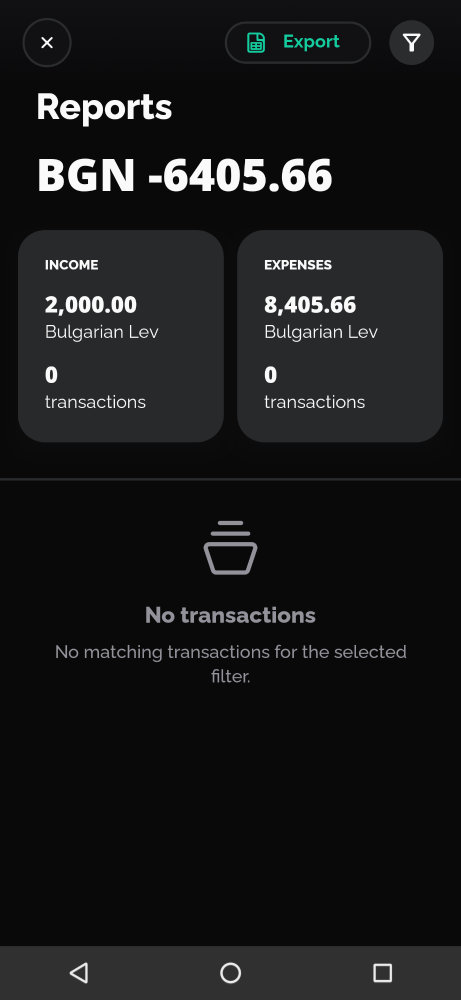 Export
Reports
BGN -6405.66
INCOME
2,000.00
Bulgarian Lev
0
transactions
EXPENSES
8,405.66
Bulgarian Lev
0
transactions
No transactions
No matching transactions for the selected
filter.